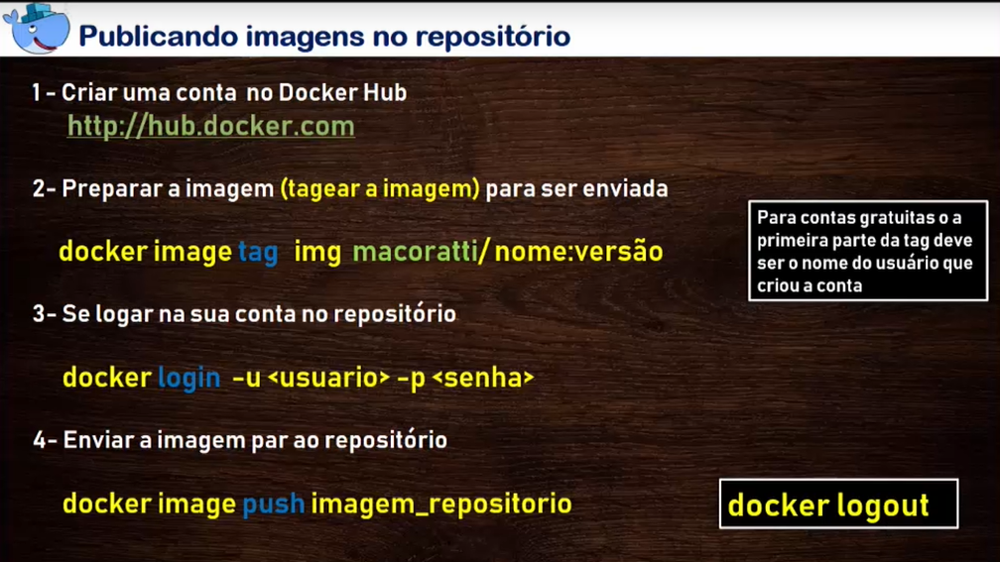 Publicando imagens no repositório
1- Criar uma conta no Docker Hub
http://hub.docker.com
2- Preparar a imagem (tagear a imagem) para ser enviada
docker image tag img macoratti/ nome:versão
Para contas gratuitas o a
primeira parte da tag deve
ser o nome do usuário que
criou a conta
3- Se logar na sua conta no repositório
docker login -u <usuario> -p <senha>
4- Enviar a imagem par ao repositório
docker image push imagem_repositorio
docker logout